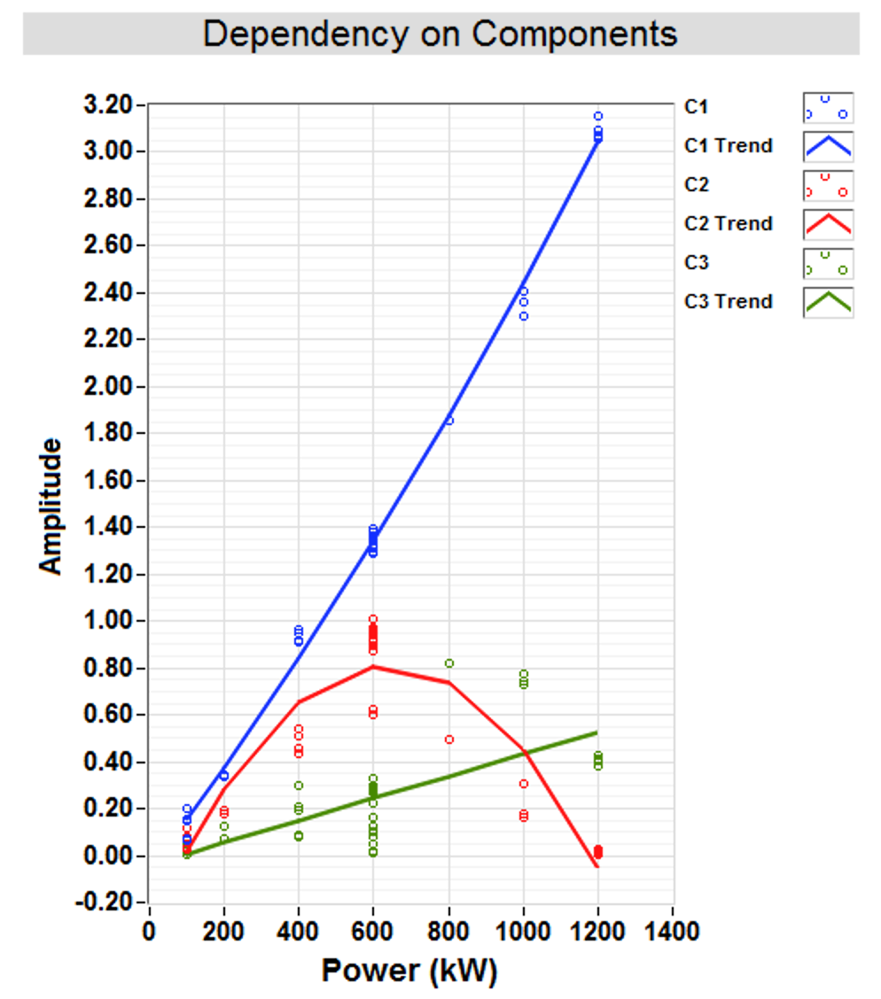 Dependency on Components
3.20
3.00
2.80
2.60
2.40
2.20
2.00
1.80
1.60
1.40
1.20
1.00
0.80
0.60
0.40
0.20
0.00
-0.20
Amplitude
0 200 400 600 800 1000 1200 1400
Power (kW)
C1
C1 Trend
C2
C2 Trend
C3
C3 Trend